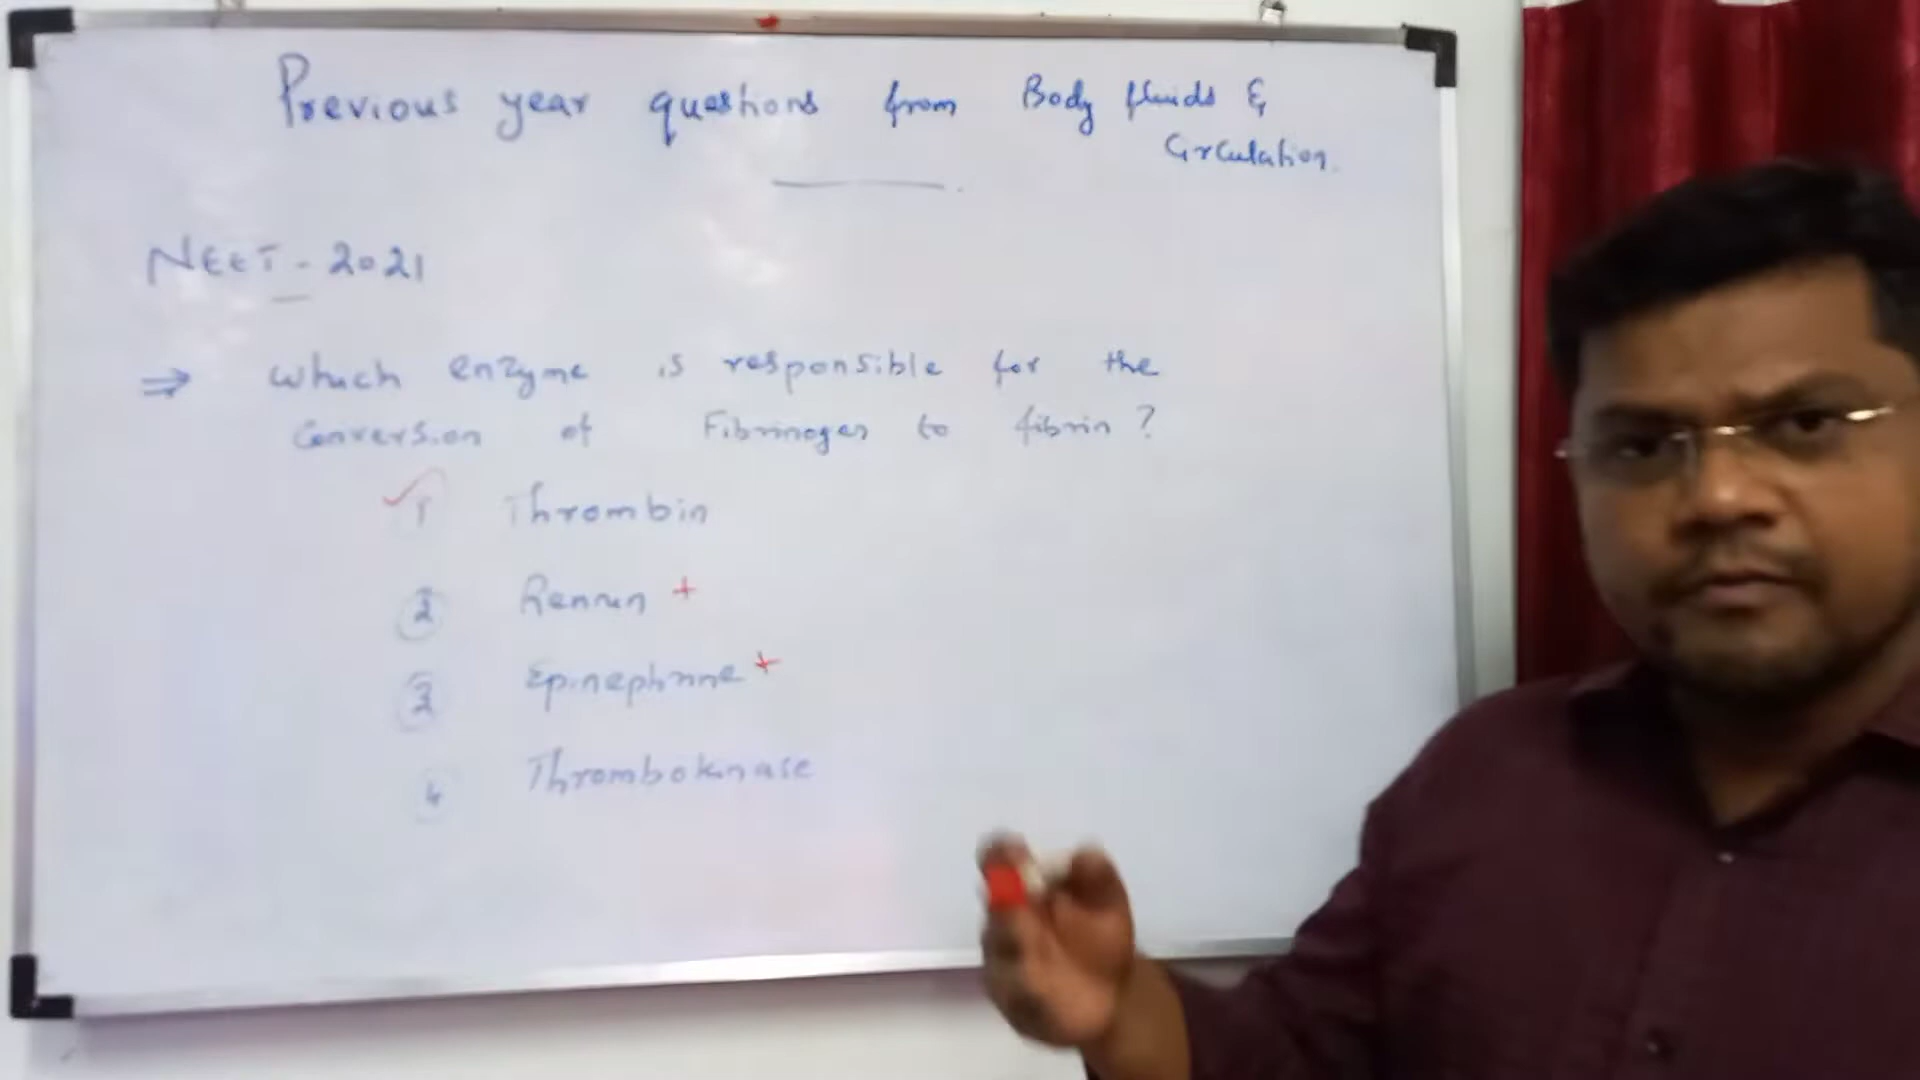 Previous year questions from Body fluids &
Circulation.
NEET - 2021
⇒ which enzyme is responsible for the
Conversion of Fibrinogen to fibrin ?
1 Thrombin
2 Rennin +
3 Epinephrine +
4 Thrombokinase